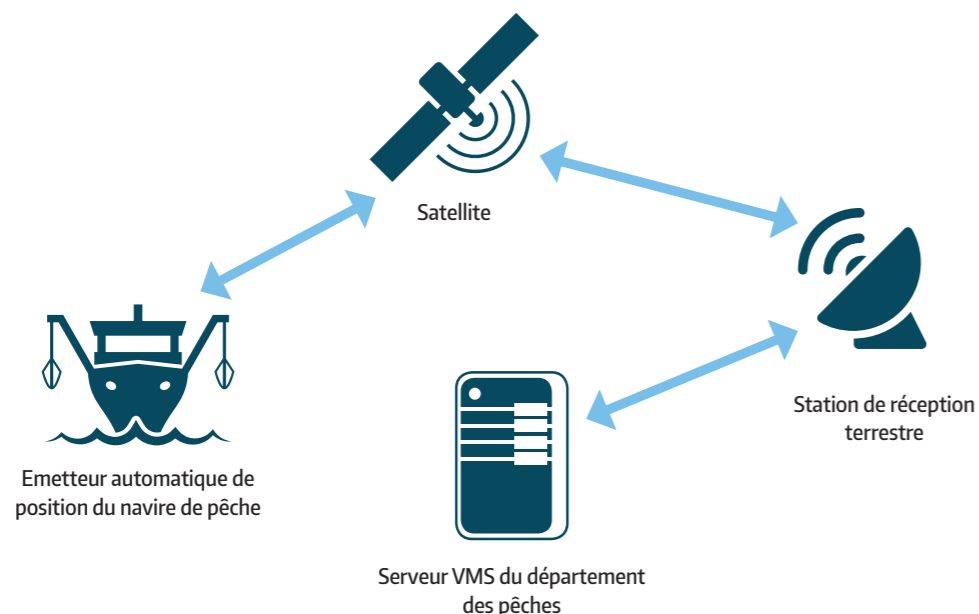 Satellite
Station de réception
terrestre
Emetteur automatique de
position du navire de pêche
Serveur VMS du département
des pêches